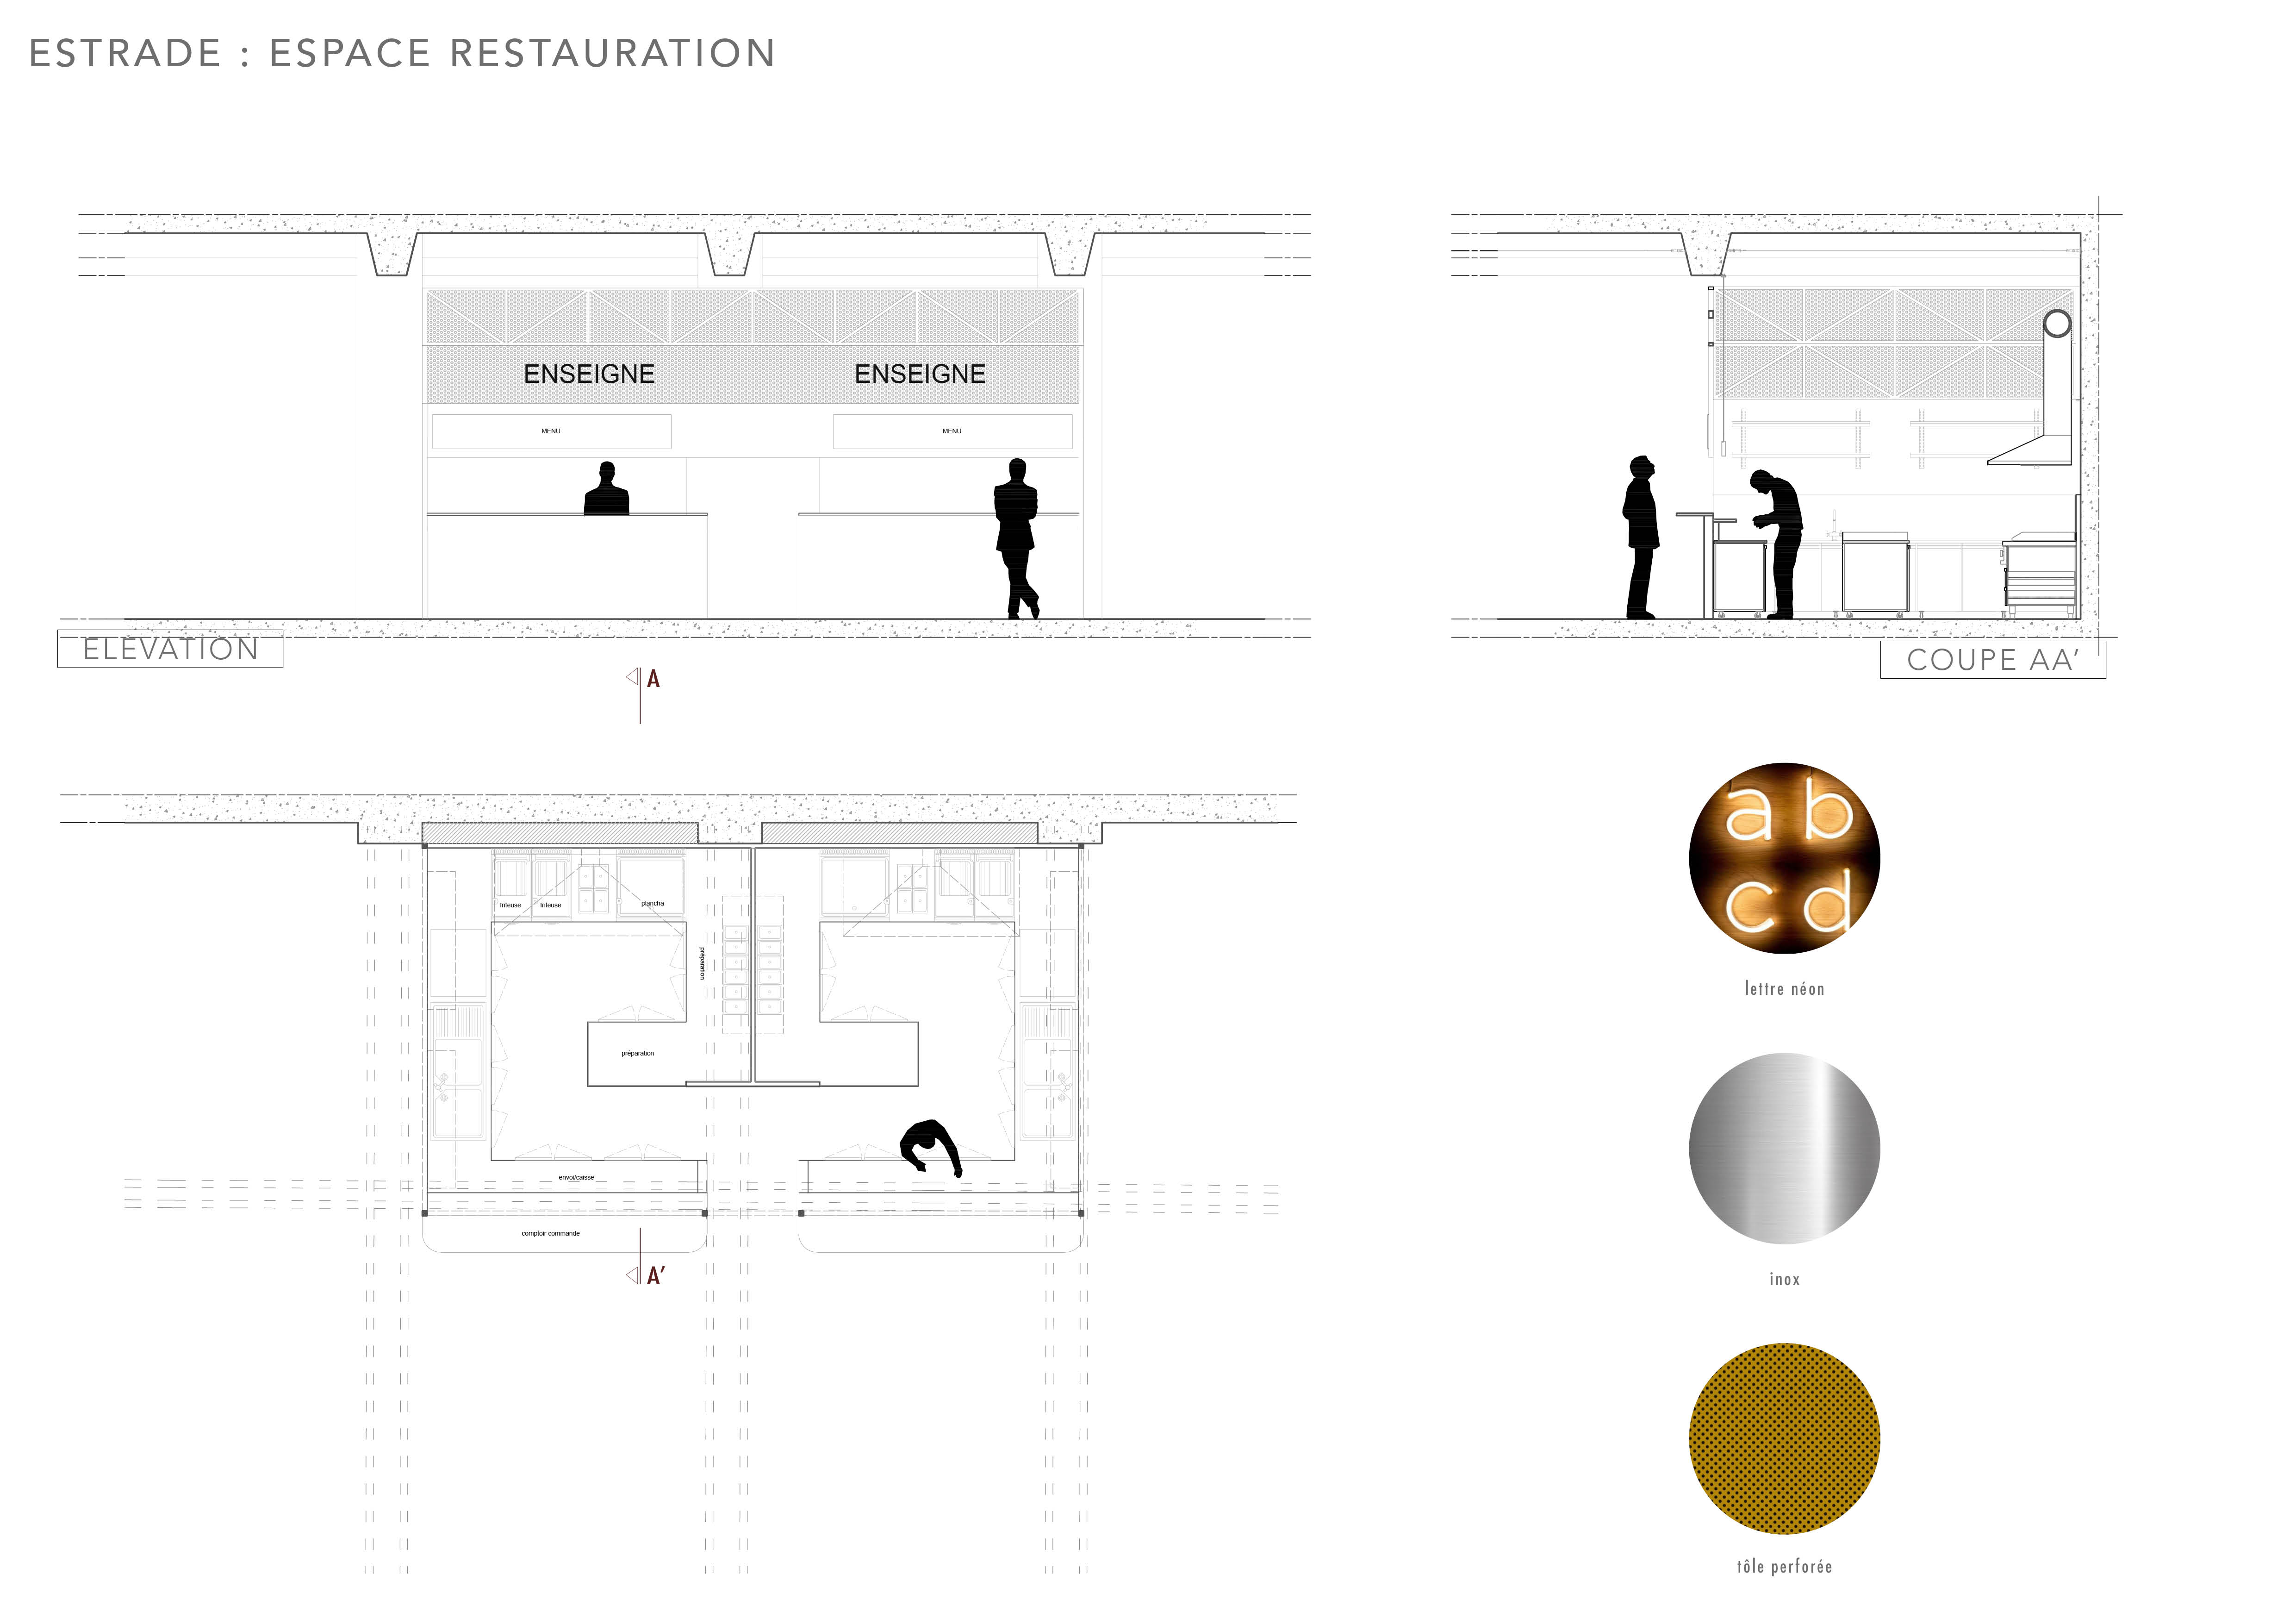 ESTRADE : ESPACE RESTAURATION
ENSEIGNE
ENSEIGNE
MENU
MENU
ELEVATION
COUPE AA’
A
friteuse
friteuse
plancha
préparation
préparation
envoi/caisse
comptoir commande
A’
a b
c d
lettre néon
inox
tôle perforée